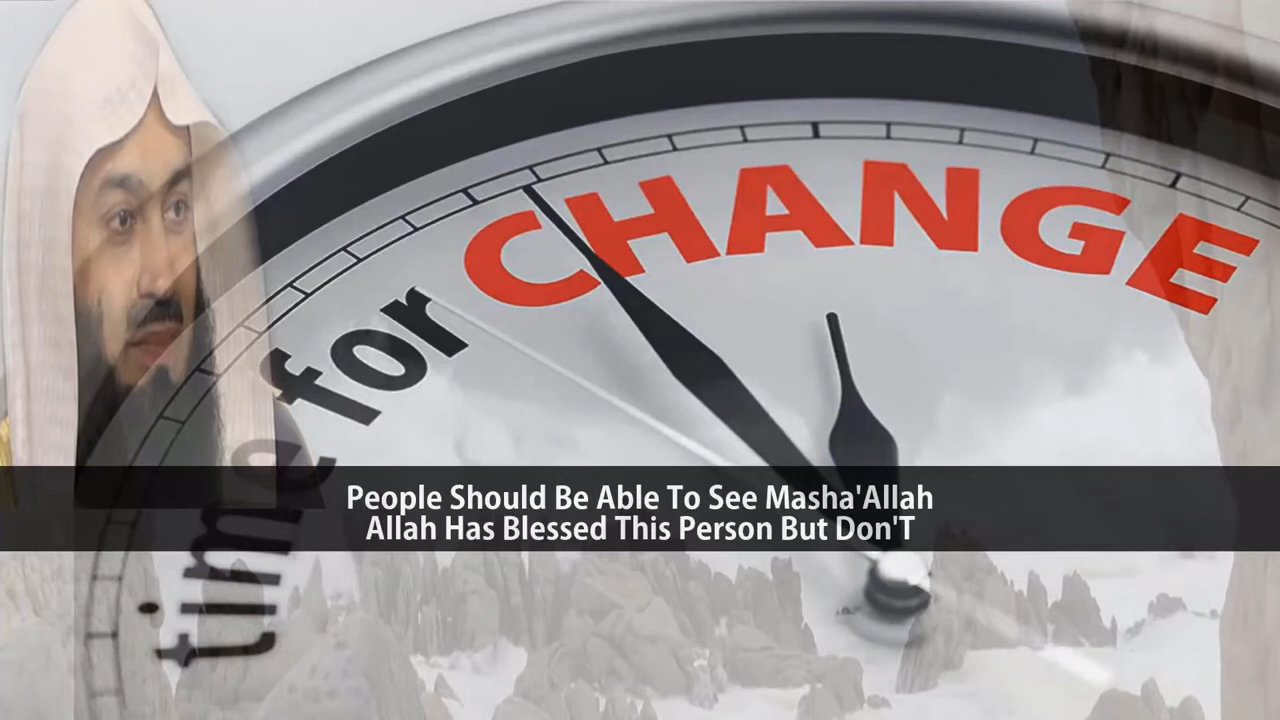 time for CHANGE
People Should Be Able To See Masha'Allah
Allah Has Blessed This Person But Don'T